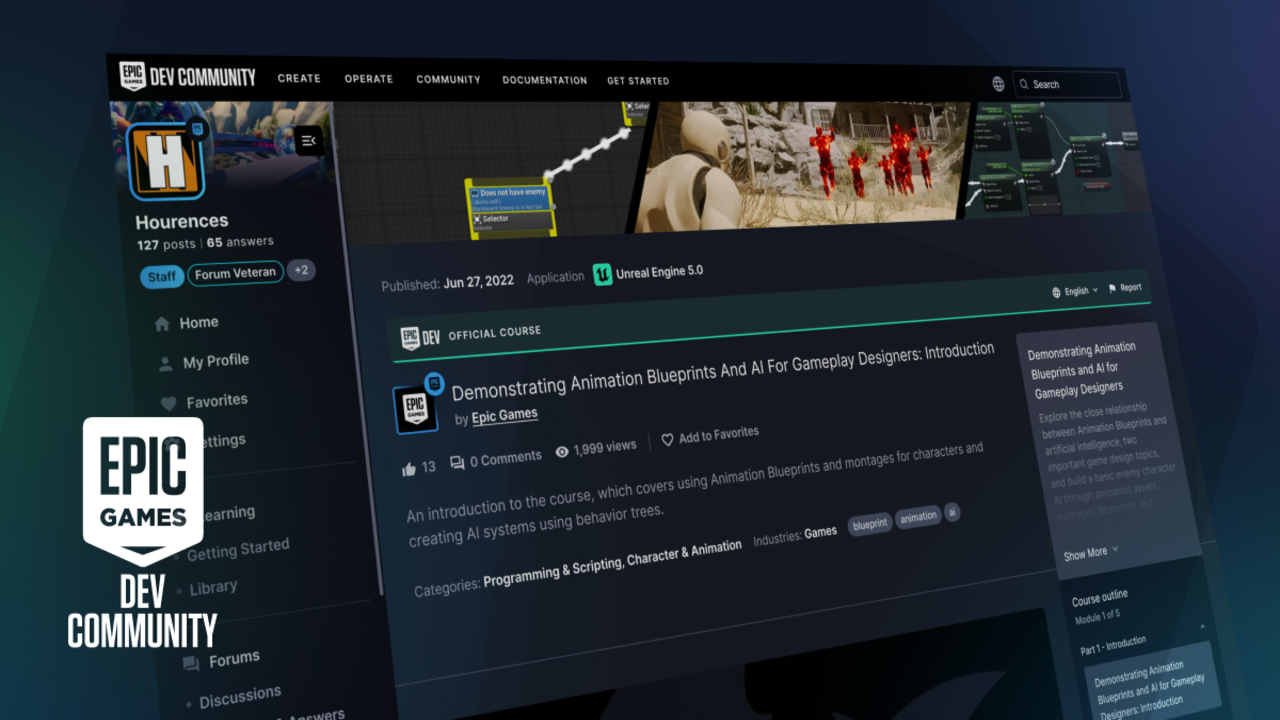 EPIC GAMES DEV COMMUNITY
CREATE
OPERATE
COMMUNITY
DOCUMENTATION
GET STARTED
Search
H
Hourences
127 posts | 65 answers
Staff
Forum Veteran
+2
Home
My Profile
Favorites
ettings
earning
Getting Started
Library
Forums
Discussions
Answers
EPIC
GAMES
DEV
COMMUNITY
Does not have enemy
Selector
Published: Jun 27, 2022
Application
Unreal Engine 5.0
EPIC GAMES DEV
OFFICIAL COURSE
English
Report
EPIC
GAMES
Demonstrating Animation Blueprints And AI For Gameplay Designers: Introduction
by Epic Games
13
0 Comments
1,999 views
Add to Favorites
An introduction to the course, which covers using Animation Blueprints and montages for characters and
creating AI systems using behavior trees.
Categories: Programming & Scripting, Character & Animation
Industries: Games
blueprint
animation
ai
Demonstrating Animation
Blueprints and AI for
Gameplay Designers
Explore the close relationship
between Animation Blueprints and
artificial intelligence, two
important game design topics,
and build a basic enemy character
AI through animation assets,
montages, Blueprints, and
Show More
Course outline
Module 1 of 5
Part 1 - Introduction
Demonstrating Animation
Blueprints and AI for Gameplay
Designers: Introduction